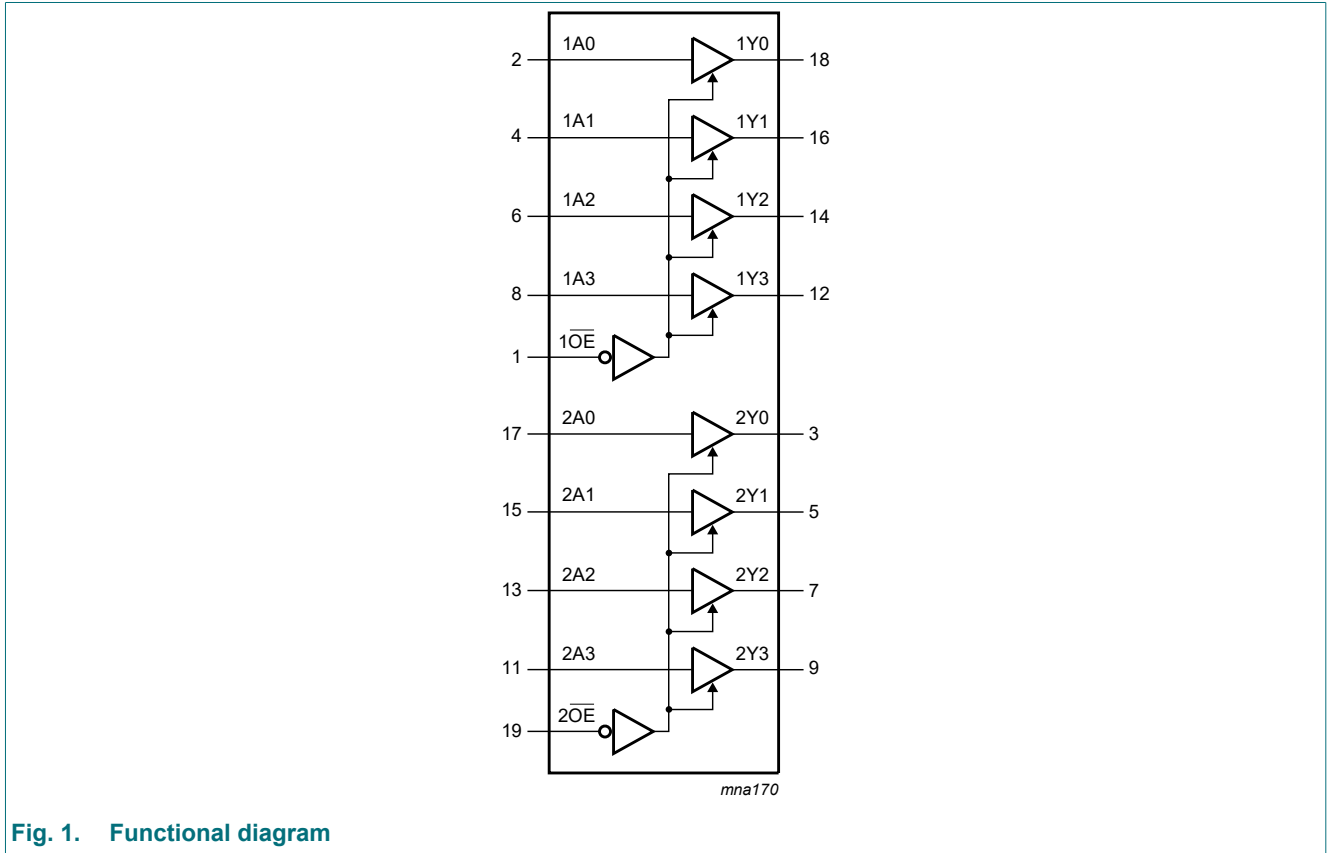 2 1A0 1Y0 18
4 1A1 1Y1 16
6 1A2 1Y2 14
8 1A3 1Y3 12
1 1O̅E̅
17 2A0 2Y0 3
15 2A1 2Y1 5
13 2A2 2Y2 7
11 2A3 2Y3 9
19 2O̅E̅
mna170
Fig. 1. Functional diagram